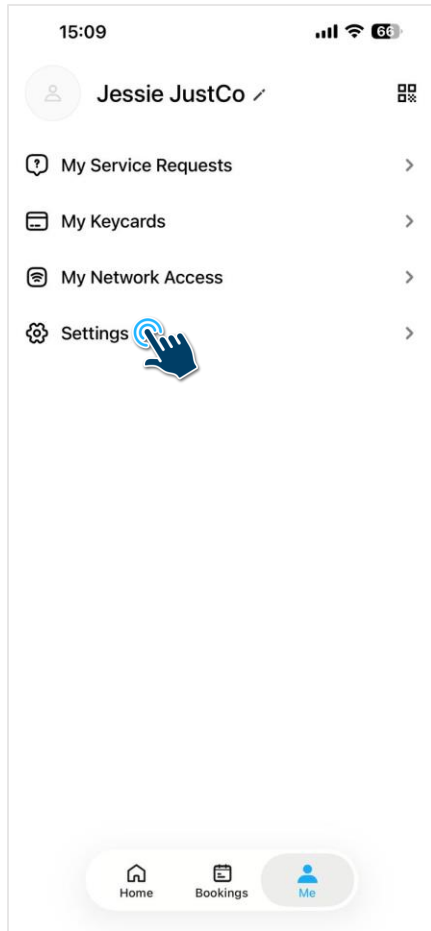 15:09 66
Jessie JustCo
My Service Requests
My Keycards
My Network Access
Settings
Home Bookings Me